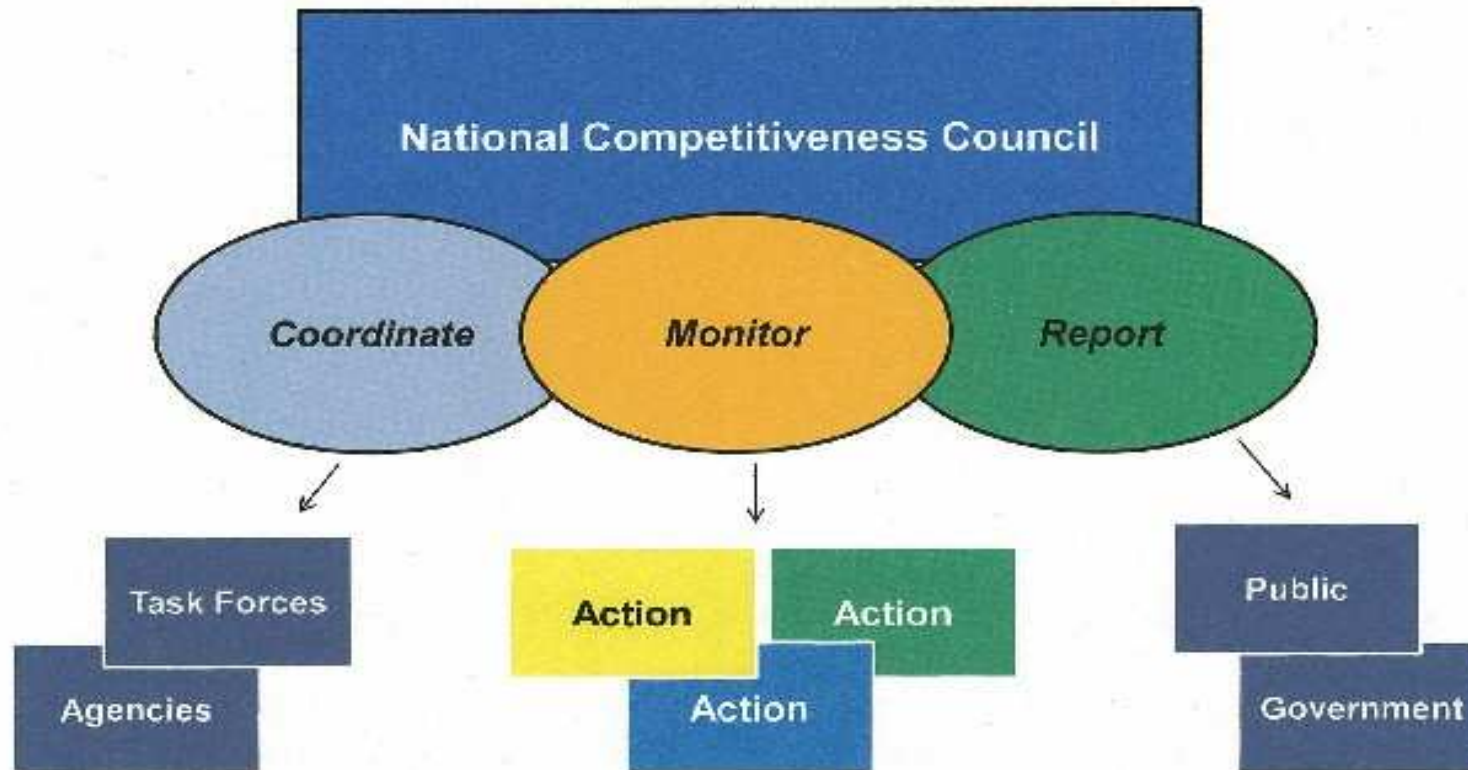 National Competitiveness Council
Coordinate
Monitor
Report
Task Forces
Agencies
Action
Action
Action
Public
Government